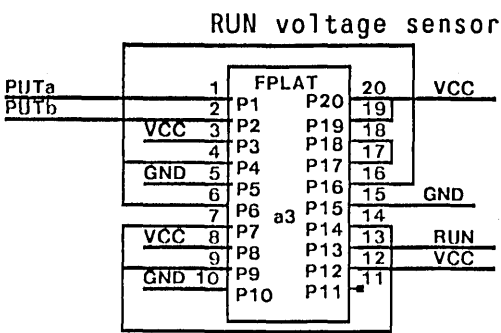 RUN voltage sensor
FPLAT
PUTa 1 P1 P20 20 VCC
PUTb 2 P2 P19 19
VCC 3 P3 P18 18
4 P4 P17 17
GND 5 P5 P16 16
6 P6 P15 15 GND
a3
7 P7 P14 14
VCC 8 P8 P13 13 RUN
9 P9 P12 12 VCC
GND 10 P10 P11 11